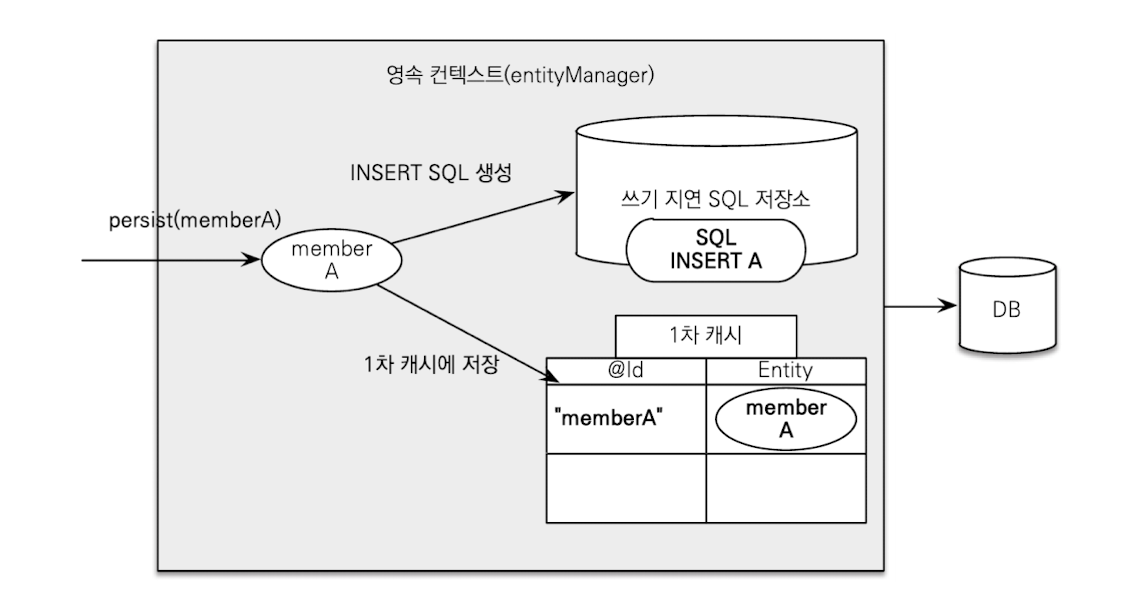 영속 컨텍스트(entityManager)
INSERT SQL 생성
쓰기 지연 SQL 저장소
persist(memberA)
member
A
SQL
INSERT A
DB
1차 캐시
1차 캐시에 저장
@Id
Entity
"memberA"
member
A